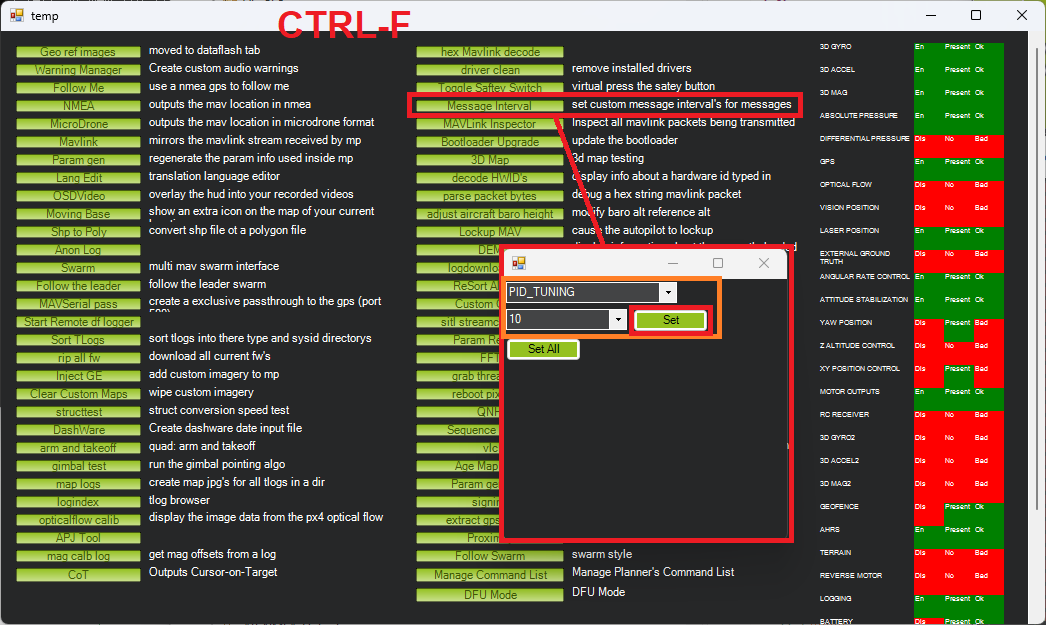 temp
CTRL-F
Geo ref images moved to dataflash tab
Warning Manager Create custom audio warnings
Follow Me use a nmea gps to follow me
NMEA outputs the mav location in nmea
MicroDrone outputs the mav location in microdrone format
Mavlink mirrors the mavlink stream received by mp
Param gen regenerate the param info used inside mp
Lang Edit translation language editor
OSDVideo overlay the hud into your recorded videos
Moving Base show an extra icon on the map of your current
Shp to Poly convert shp file ot a polygon file
Anon Log
Swarm multi mav swarm interface
Follow the leader follow the leader swarm
MAVSerial pass create a exclusive passthrough to the gps (port
Start Remote df logger
Sort TLogs sort tlogs into there type and sysid directorys
rip all fw download all current fw's
Inject GE add custom imagery to mp
Clear Custom Maps wipe custom imagery
structtest struct conversion speed test
DashWare Create dashware date input file
arm and takeoff quad: arm and takeoff
gimbal test run the gimbal pointing algo
map logs create map jpg's for all tlogs in a dir
logindex tlog browser
opticalflow calib display the image data from the px4 optical flow
APJ Tool
mag calb log get mag offsets from a log
CoT Outputs Cursor-on-Target
hex Mavlink decode
driver clean remove installed drivers
Toggle Saftey Switch virtual press the satey button
Message Interval set custom message interval's for messages
MAVLink Inspector Inspect all mavlink packets being transmitted
Bootloader Upgrade update the bootloader
3D Map 3d map testing
decode HWID's display info about a hardware id typed in
parse packet bytes debug a hex string mavlink packet
adjust aircraft baro height modify baro alt reference alt
Lockup MAV cause the autopilot to lockup
DEM
ReSort
Custom
sitl
Param
FFT
grab
reboot
QNH
Sequence
vlc
Age Map
Param
extract
Follow Swarm swarm style
Manage Command List Manage Planner's Command List
DFU Mode DFU Mode
PID_TUNING
10 Set
Set All
3D GYRO En Present Ok
3D ACCEL En Present Ok
3D MAG En Present Ok
ABSOLUTE PRESSURE En Present Ok
DIFFERENTIAL PRESSURE Dis No Bad
GPS En Present Ok
OPTICAL FLOW Dis No Bad
VISION POSITION Dis No Bad
LASER POSITION En Present Ok
EXTERNAL GROUND Dis No Bad
TRUTH
ANGULAR RATE CONTROL En Present Ok
ATTITUDE STABILIZATION En Present Ok
YAW POSITION Dis Present Bad
Z ALTITUDE CONTROL Dis No Bad
XY POSITION CONTROL Dis Present Bad
MOTOR OUTPUTS En Present Ok
RC RECEIVER Dis No Bad
3D GYRO2 Dis No Bad
3D ACCEL2 Dis No Bad
3D MAG2 Dis No Bad
GEOFENCE Dis Present Ok
AHRS En Present Ok
TERRAIN Dis No Bad
REVERSE MOTOR Dis No Bad
LOGGING En Present Ok
BATTERY Dis Present Ok